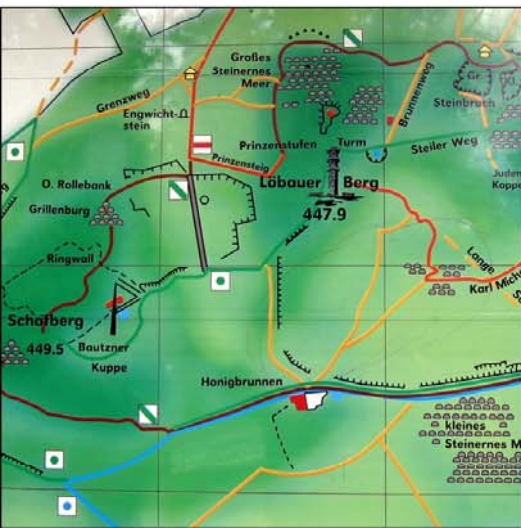 Großes
Steinernes
Meer
Grenzweg
Engwicht-
stein
Gr.
Steinbruch
Brunnenweg
Prinzenstufen
Turm
Steiler Weg
Prinzensteig
Juden
Koppe
O. Rollebank
Löbauer Berg
447.9
Grillenburg
Ringwall
Lange
Karl Mich
Schafberg
449.5
Bautzner
Kuppe
Honigbrunnen
kleines
Steinernes M